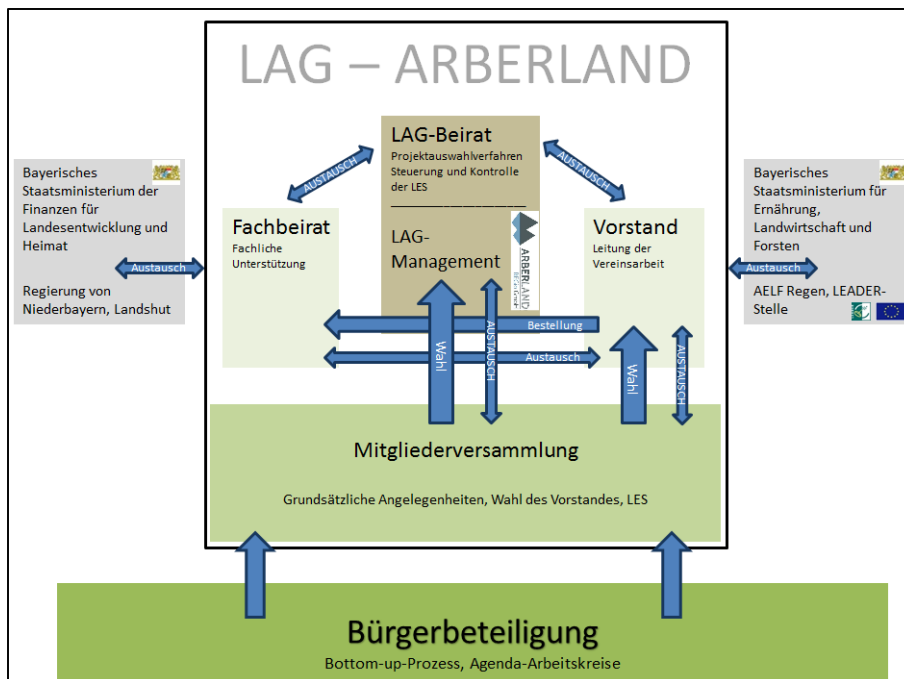 LAG – ARBERLAND
LAG-Beirat
Projektauswahlverfahren
Steuerung und Kontrolle
der LES
LAG-
Management
ARBERLAND
AUSTAUSCH
AUSTAUSCH
Bayerisches
Staatsministerium der
Finanzen für
Landesentwicklung und
Heimat
Austausch
Regierung von
Niederbayern, Landshut
Fachbeirat
Fachliche
Unterstützung
Vorstand
Leitung der
Vereinsarbeit
Bayerisches
Staatsministerium für
Ernährung,
Landwirtschaft und
Forsten
Austausch
AELF Regen, LEADER-
Stelle
Bestellung
Austausch
Wahl
AUSTAUSCH
Wahl
AUSTAUSCH
Mitgliederversammlung
Grundsätzliche Angelegenheiten, Wahl des Vorstandes, LES
Bürgerbeteiligung
Bottom-up-Prozess, Agenda-Arbeitskreise